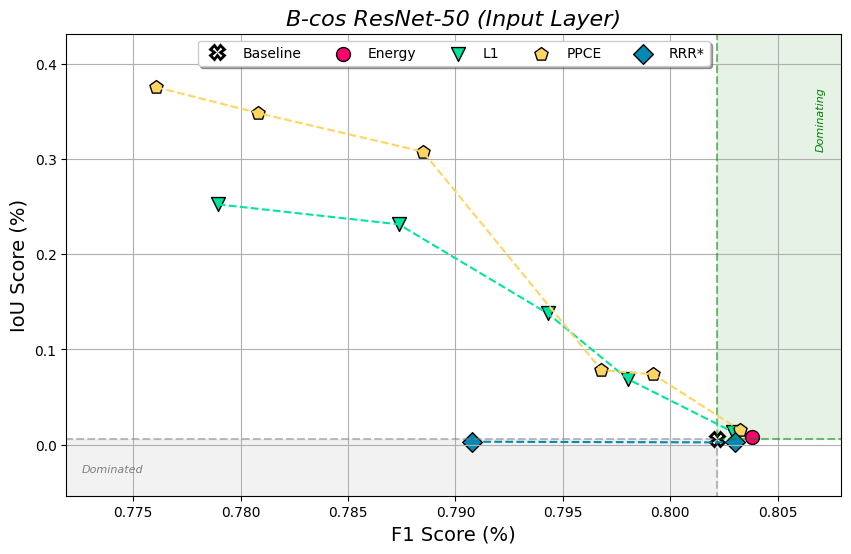 B-cos ResNet-50 (Input Layer)
Baseline Energy L1 PPCE RRR*
Dominating
Dominated
IoU Score (%)
0.4
0.3
0.2
0.1
0.0
0.775 0.780 0.785 0.790 0.795 0.800 0.805
F1 Score (%)